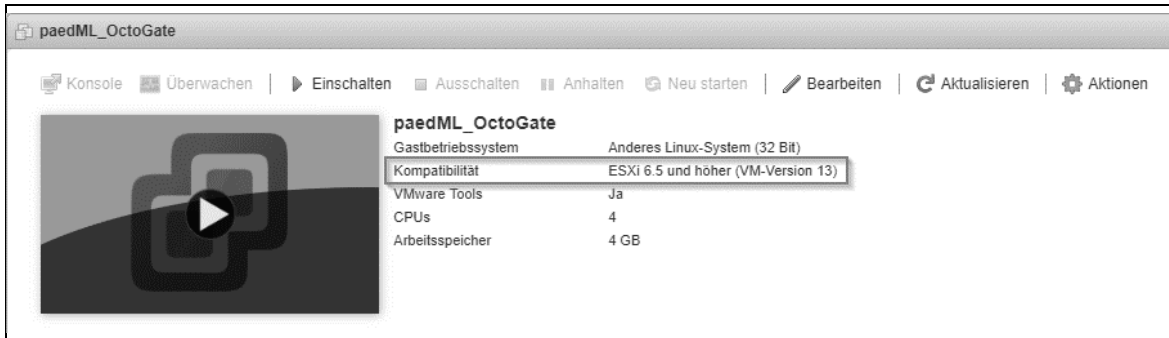 paedML_OctoGate
Konsole Überwachen Einschalten Ausschalten Anhalten Neu starten Bearbeiten Aktualisieren Aktionen
paedML_OctoGate
Gastbetriebssystem Anderes Linux-System (32 Bit)
Kompatibilität ESXi 6.5 und höher (VM-Version 13)
VMware Tools Ja
CPUs 4
Arbeitsspeicher 4 GB